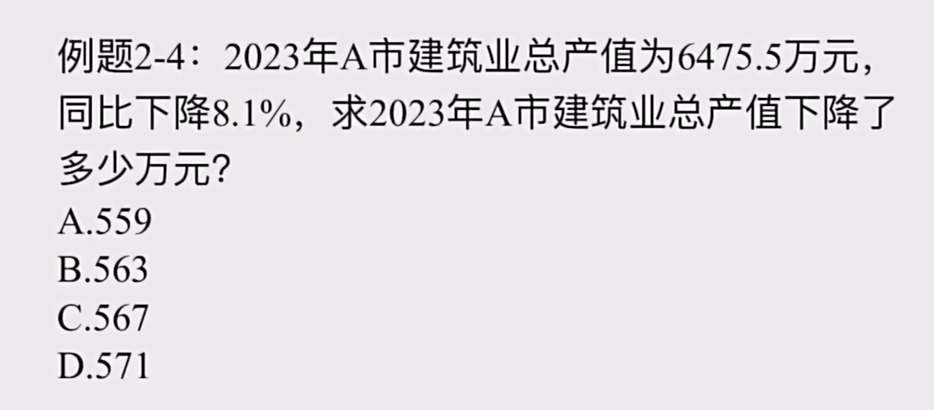 例题2-4：2023年A市建筑业总产值为6475.5万元，
同比下降8.1%，求2023年A市建筑业总产值下降了
多少万元？
A.559
B.563
C.567
D.571